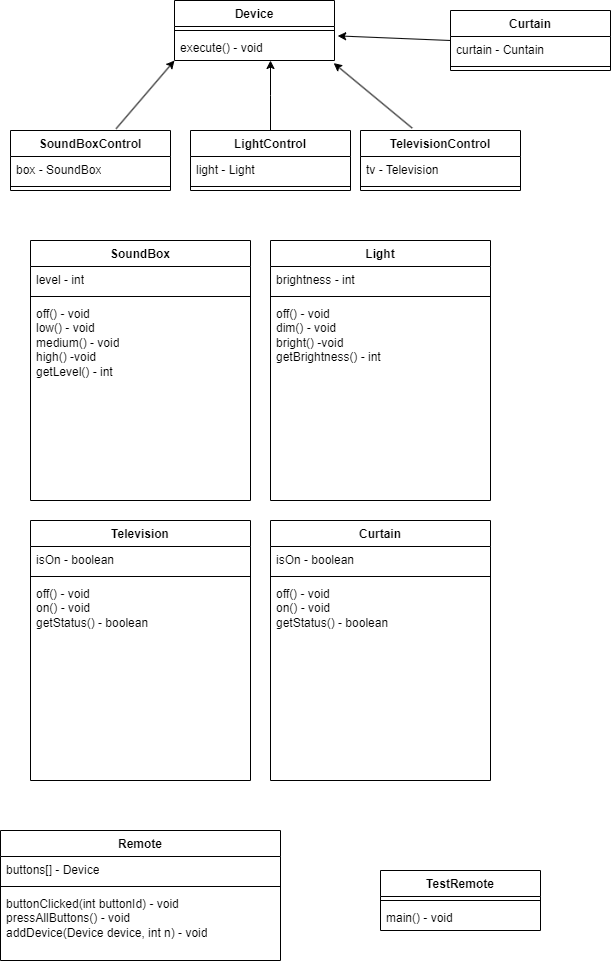 Device
execute() - void
Curtain
curtain - Cuntain
SoundBoxControl
box - SoundBox
LightControl
light - Light
TelevisionControl
tv - Television
SoundBox
level - int
off() - void
low() - void
medium() - void
high() -void
getLevel() - int
Light
brightness - int
off() - void
dim() - void
bright() -void
getBrightness() - int
Television
isOn - boolean
off() - void
on() - void
getStatus() - boolean
Curtain
isOn - boolean
off() - void
on() - void
getStatus() - boolean
Remote
buttons[] - Device
buttonClicked(int buttonId) - void
pressAllButtons() - void
addDevice(Device device, int n) - void
TestRemote
main() - void